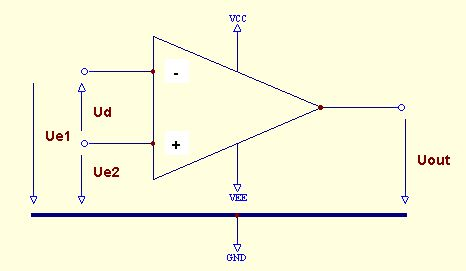 VCC
-
Ud
Ue1
+
Ue2
Uout
VEE
GND